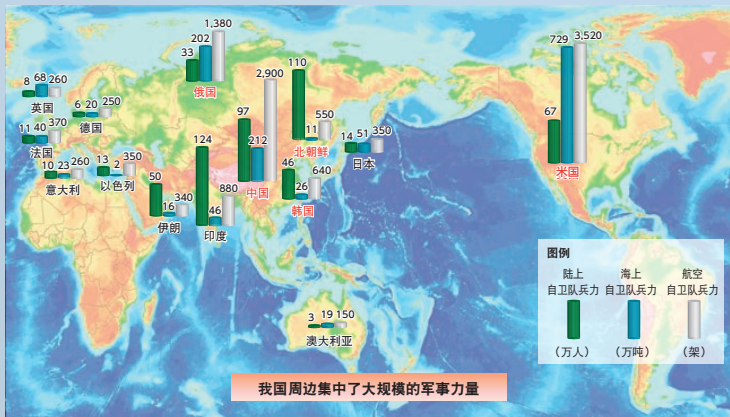 1,380
202
33
俄国
8 68 260
英国
6 20 250
德国
11 40 370
法国
10 23 260
意大利
13 2 350
以色列
50
16
340
伊朗
124
46
880
印度
97
212
2,900
中国
110
11
550
北朝鲜
46
26
640
韩国
14 51 350
日本
3 19 150
澳大利亚
67
729
3,520
米国
图例
陆上 海上 航空
自卫队兵力 自卫队兵力 自卫队兵力
（万人） （万吨） （架）
我国周边集中了大规模的军事力量